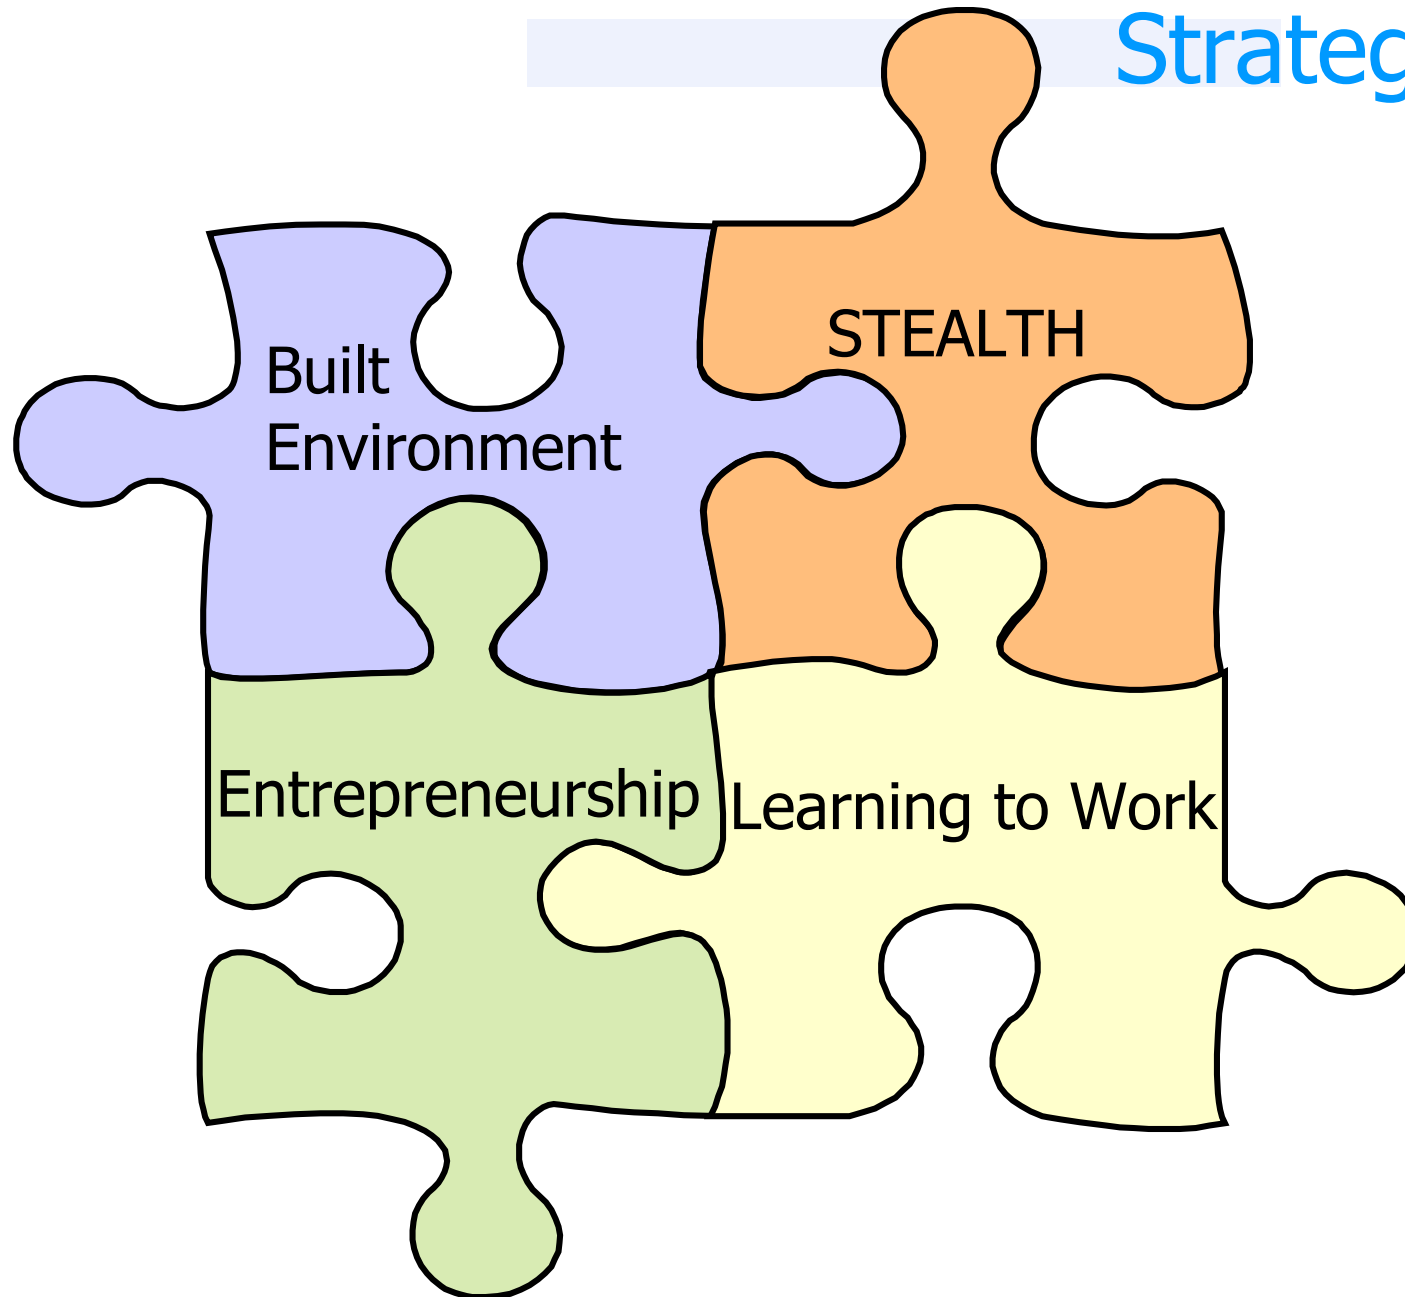 Strateg
STEALTH
Built
Environment
Entrepreneurship
Learning to Work